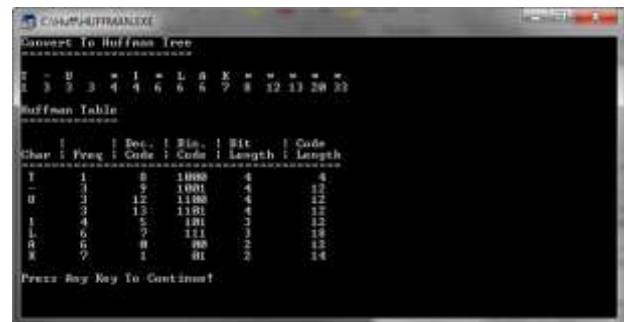 C:\Huff\HUFFMAN.EXE
Convert To Huffman Tree
-----------------------
T - U * I * L A K * * * * *
1 3 3 3 4 4 6 6 6 7 8 12 13 20 33
Huffman Table
-------------
| | Dec. | Bin. | Bit | Code
Char | Freq | Code | Code | Length | Length
T 1 8 1000 4 4
- 3 9 1001 4 12
U 3 12 1100 4 12
3 13 1101 4 12
I 4 5 101 3 12
L 6 7 111 3 18
A 6 0 00 2 12
K 7 1 01 2 14
Press Any Key To Continue!